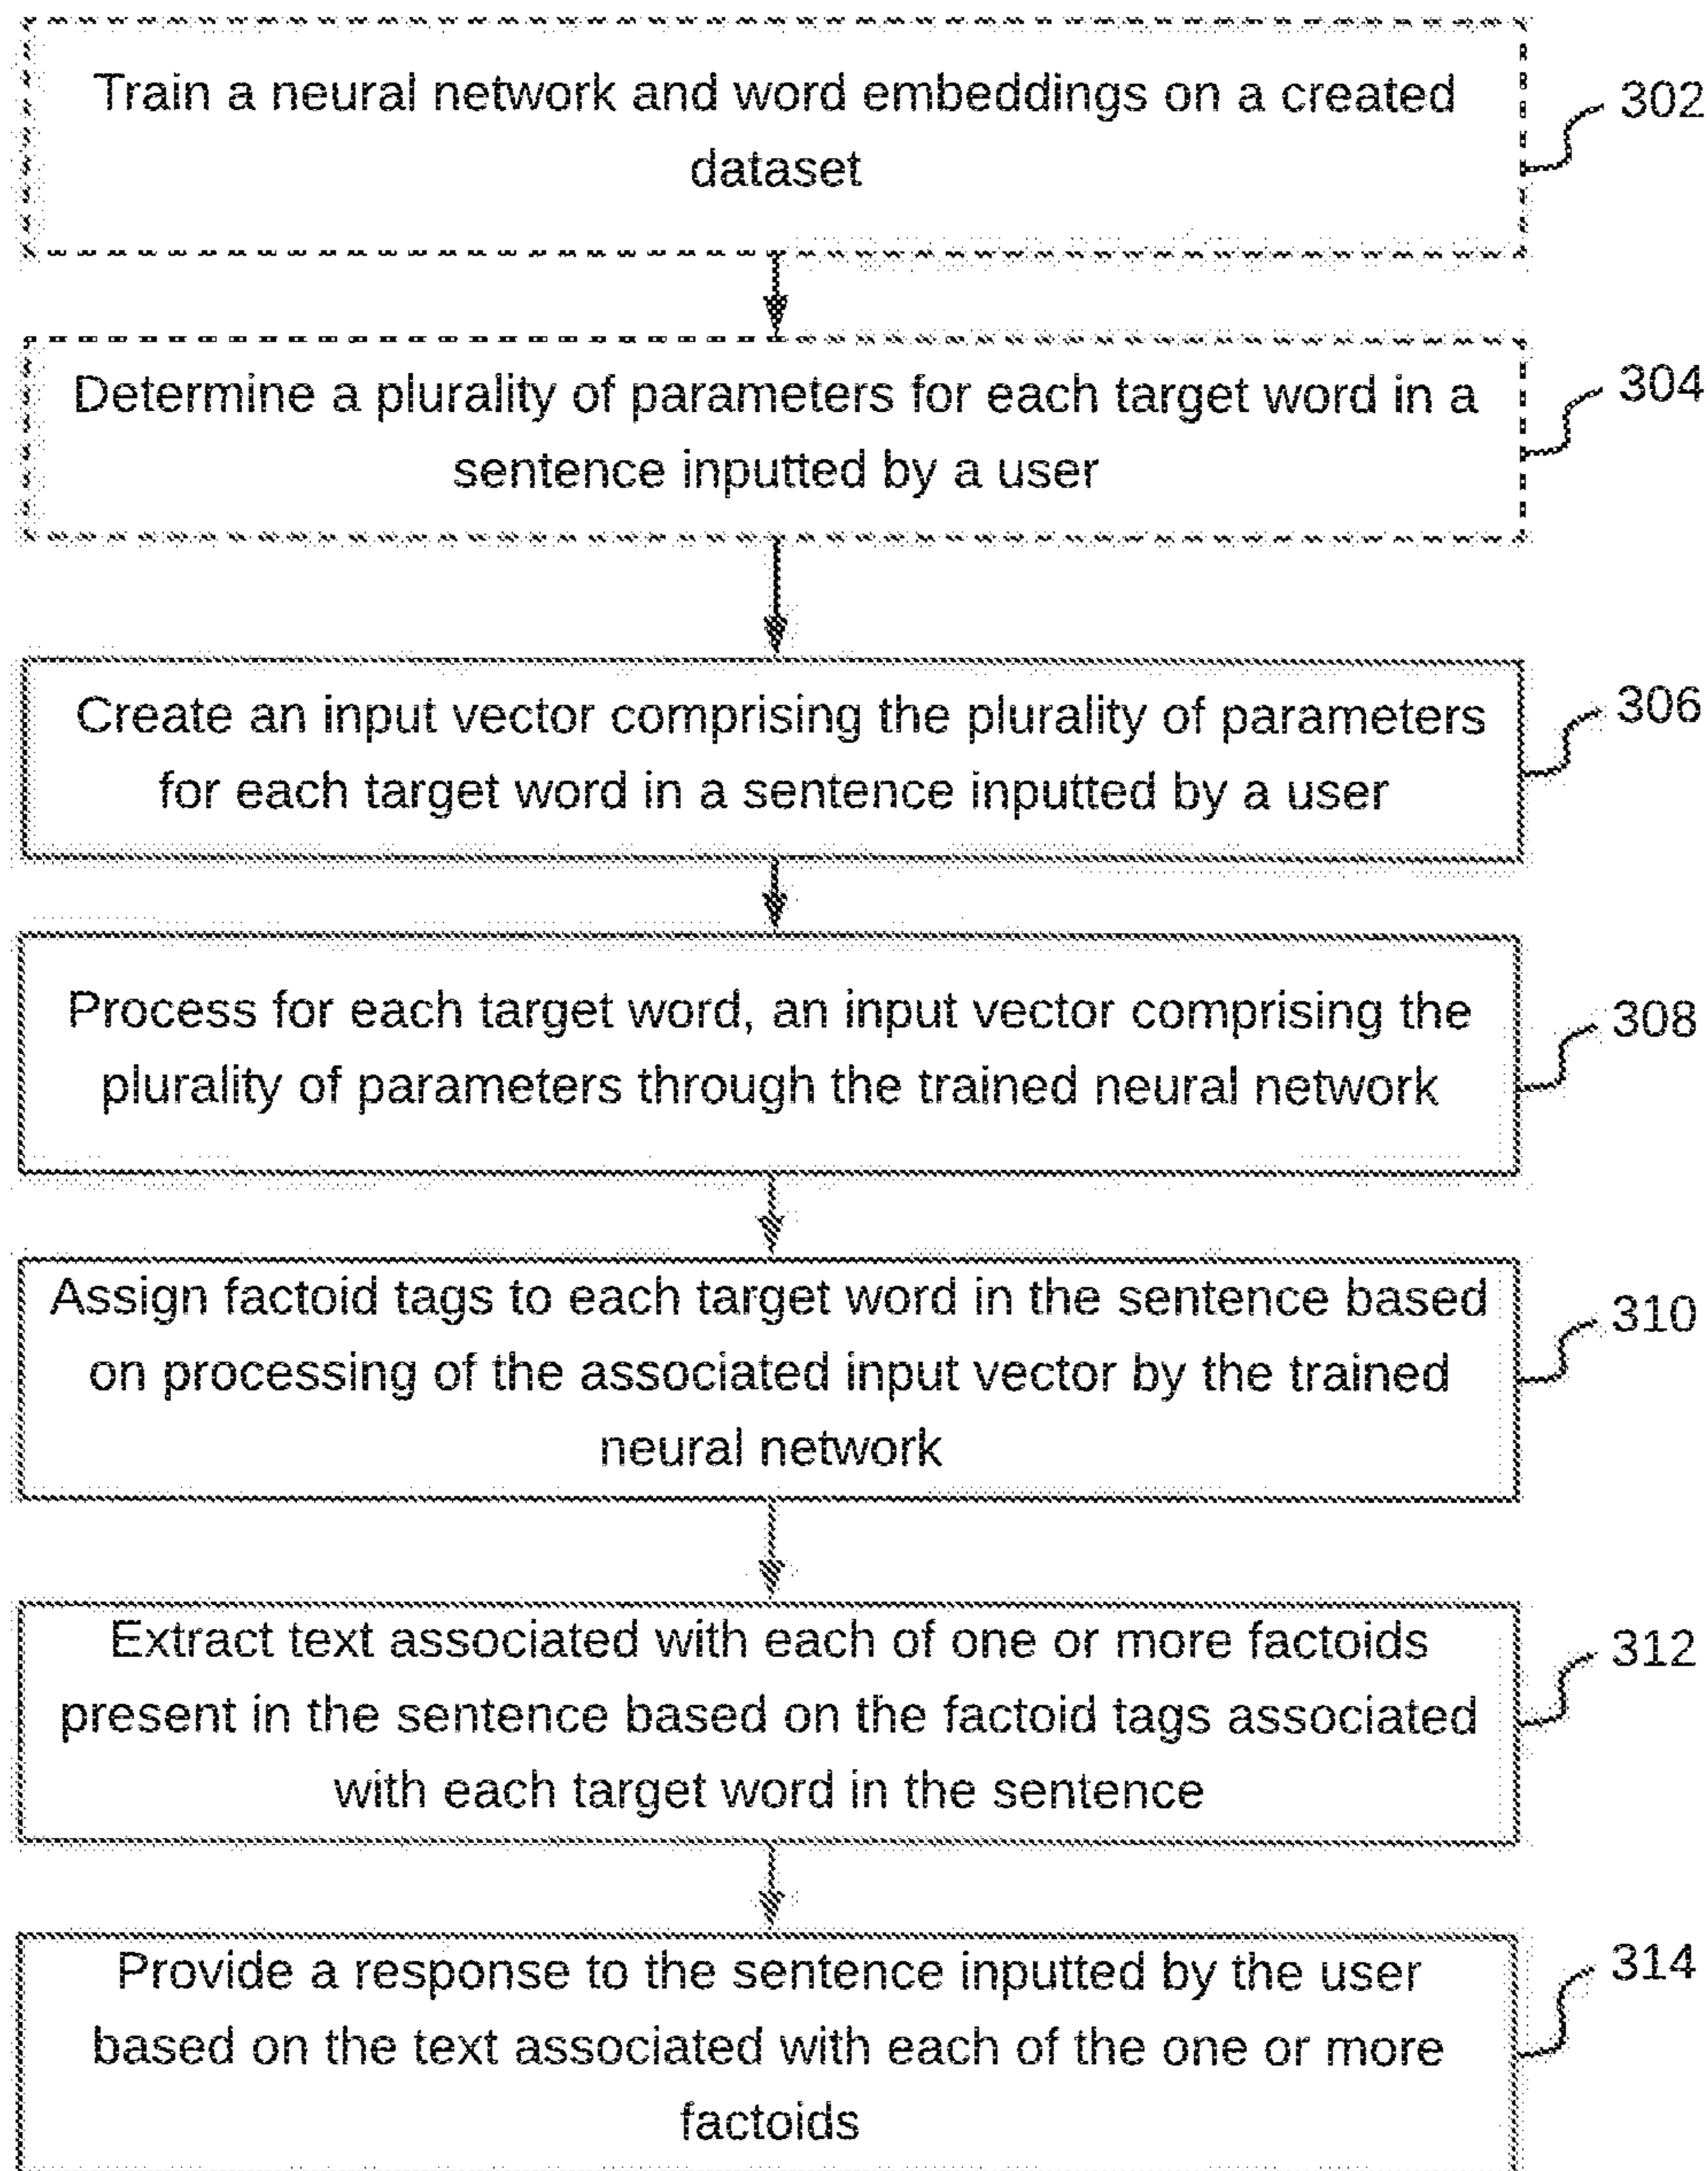 Train a neural network and word embeddings on a created
dataset
302
Determine a plurality of parameters for each target word in a
sentence inputted by a user
304
Create an input vector comprising the plurality of parameters
for each target word in a sentence inputted by a user
306
Process for each target word, an input vector comprising the
plurality of parameters through the trained neural network
308
Assign factoid tags to each target word in the sentence based
on processing of the associated input vector by the trained
neural network
310
Extract text associated with each of one or more factoids
present in the sentence based on the factoid tags associated
with each target word in the sentence
312
Provide a response to the sentence inputted by the user
based on the text associated with each of the one or more
factoids
314